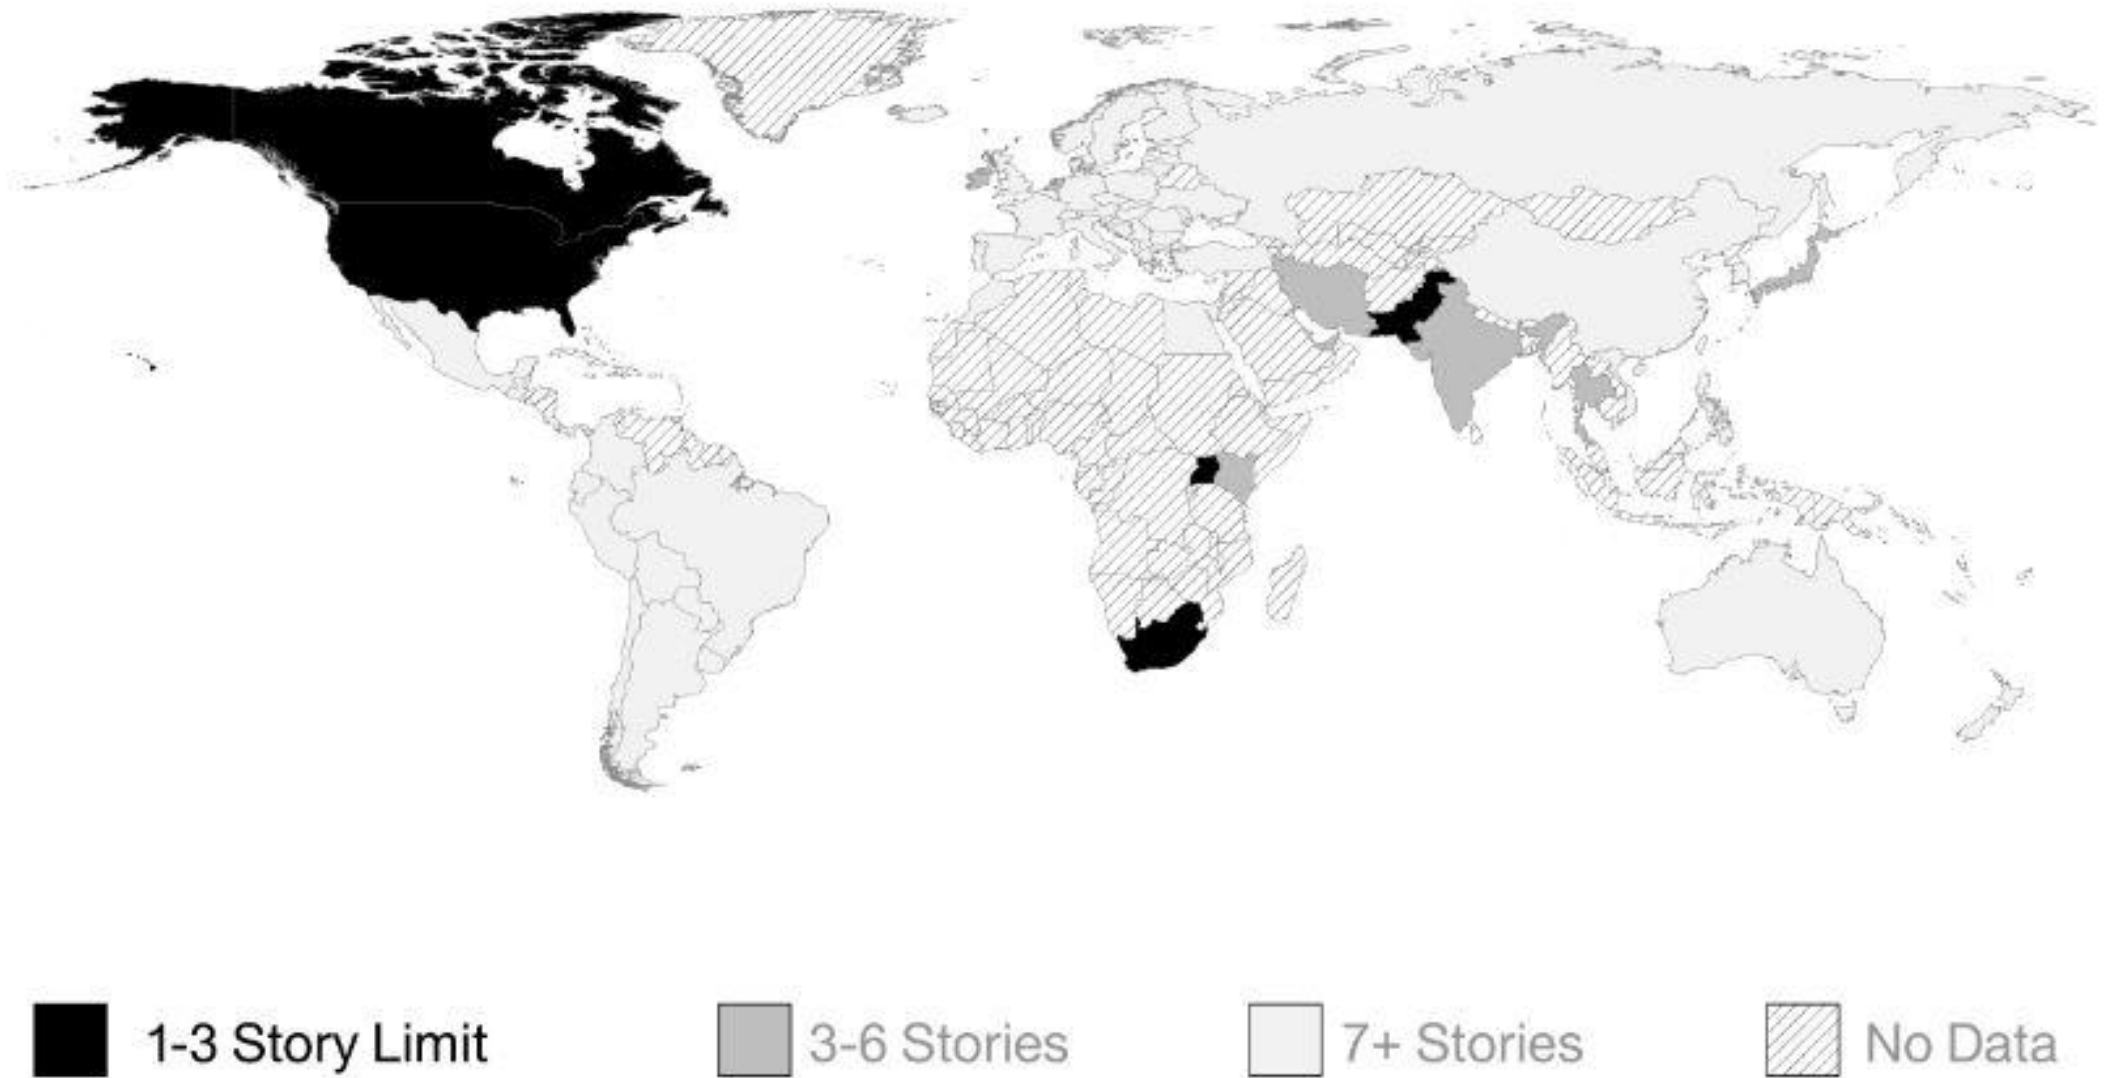 1-3 Story Limit
3-6 Stories
7+ Stories
No Data